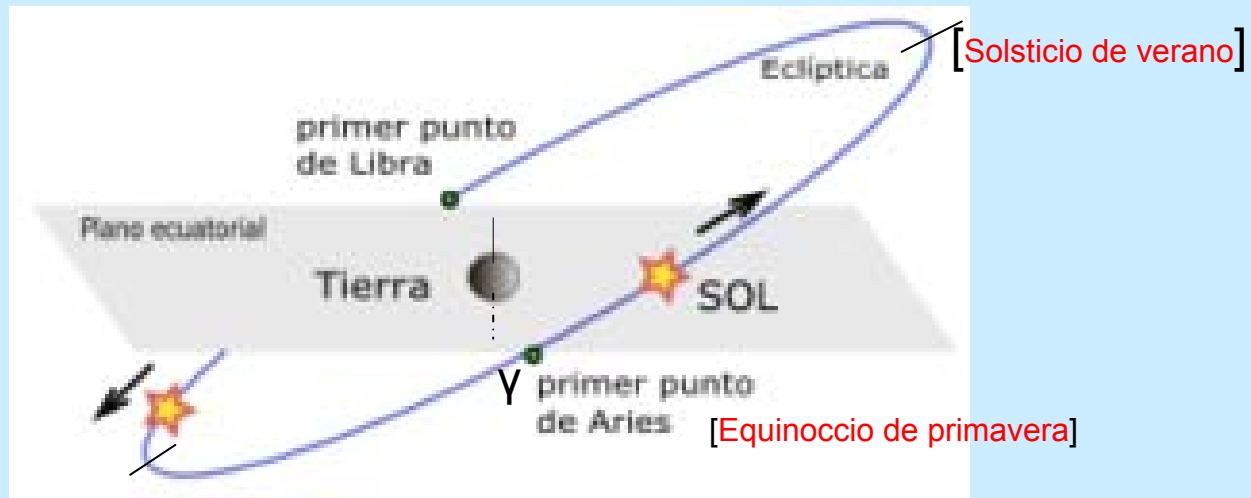 [Solsticio de verano]
Eclíptica
primer punto
de Libra
Plano ecuatorial
Tierra
SOL
γ primer punto
de Aries
[Equinoccio de primavera]